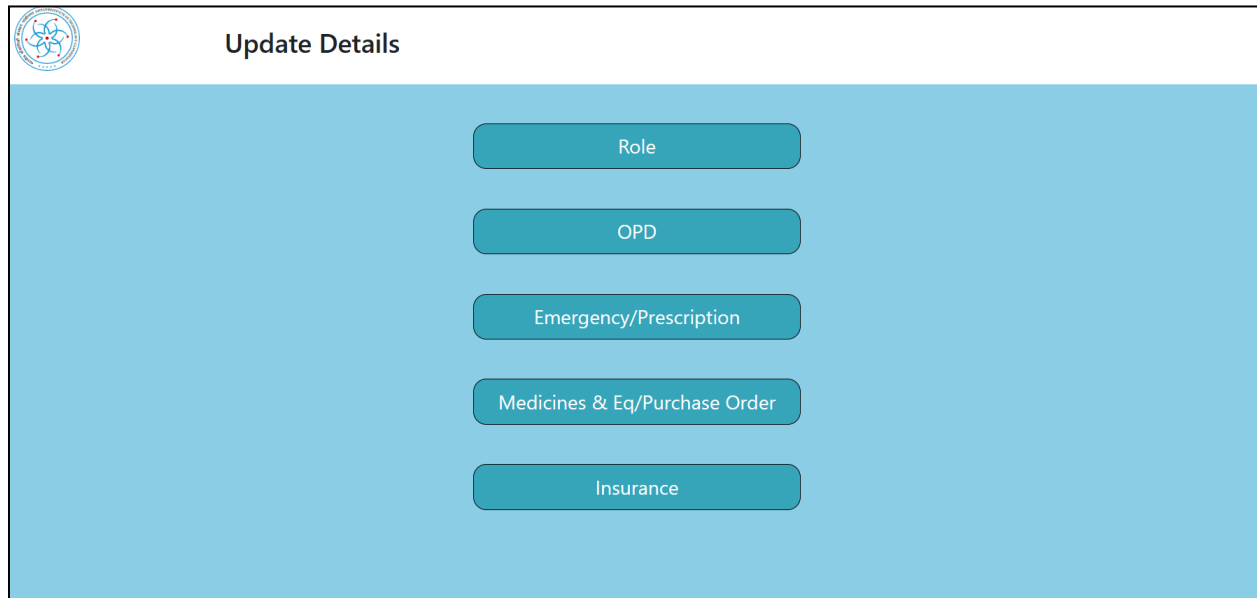 Update Details
Role
OPD
Emergency/Prescription
Medicines & Eq/Purchase Order
Insurance